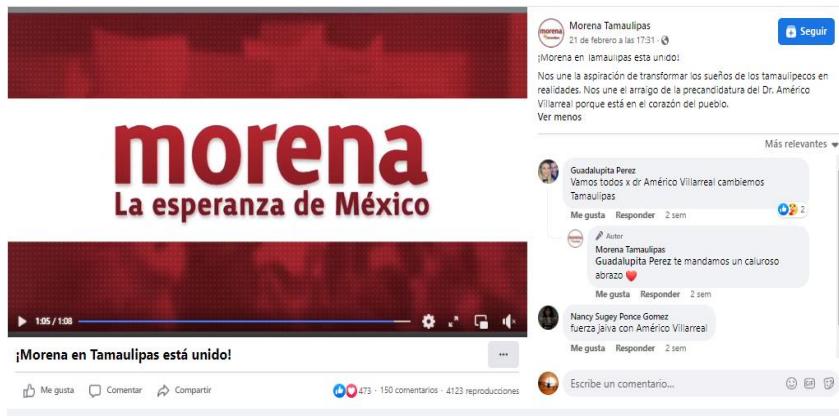 morena
La esperanza de México
1:05 / 1:08
¡Morena en Tamaulipas está unido!
Me gusta Comentar Compartir 473 · 150 comentarios · 4123 reproducciones
morena
Morena Tamaulipas
21 de febrero a las 17:31 ·
Seguir
¡Morena en Tamaulipas está unido!
Nos une la aspiración de transformar los sueños de los tamaulipecos en
realidades. Nos une el arraigo de la precandidatura del Dr. Américo
Villarreal porque está en el corazón del pueblo.
Ver menos
Más relevantes
Guadalupita Perez
Vamos todos x dr Américo Villarreal cambiemos
Tamaulipas
2
Me gusta Responder 2 sem
Autor
Morena Tamaulipas
Guadalupita Perez te mandamos un caluroso
abrazo
Me gusta Responder 2 sem
Nancy Sugey Ponce Gomez
fuerza jaiva con Américo Villarreal
Me gusta Responder 2 sem
Escribe un comentario...
GIF